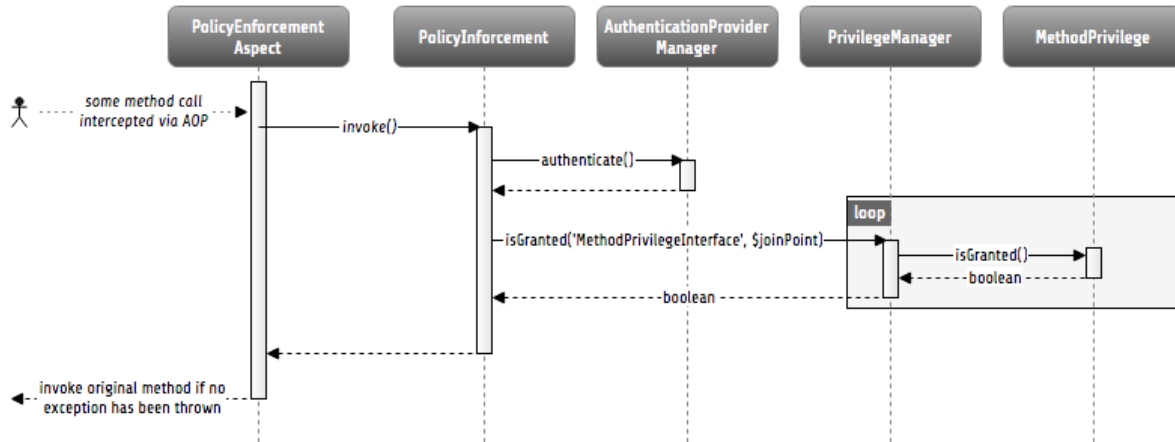 PolicyEnforcement
Aspect
PolicyInforcement
AuthenticationProvider
Manager
PrivilegeManager
MethodPrivilege
some method call
intercepted via AOP
invoke()
authenticate()
loop
isGranted('MethodPrivilegeInterface', $joinPoint)
isGranted()
boolean
boolean
invoke original method if no
exception has been thrown